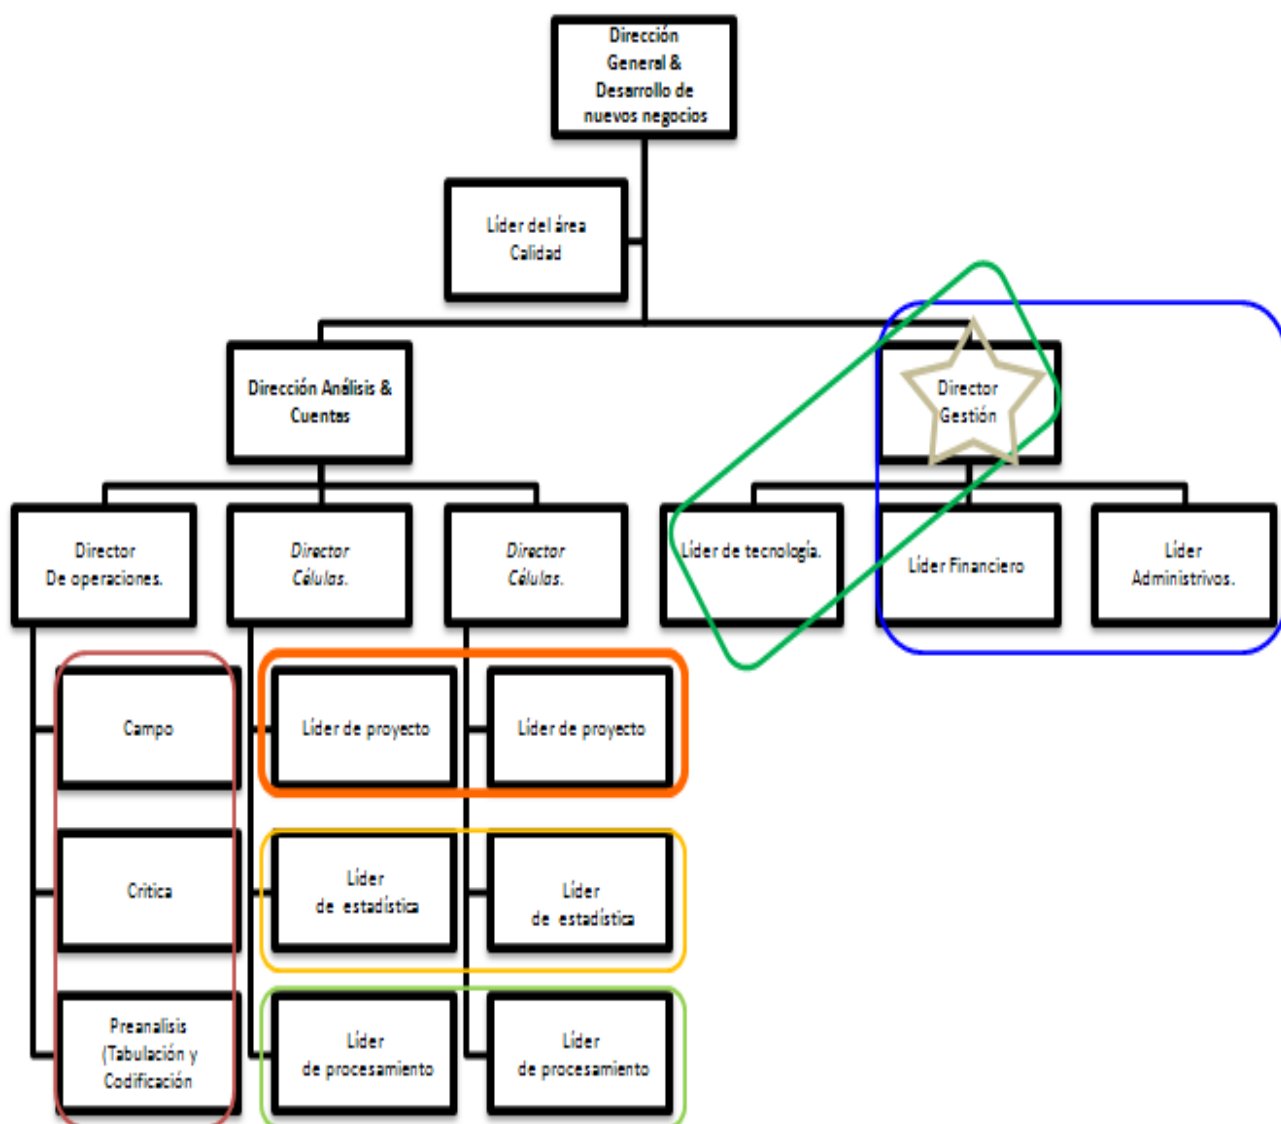 Dirección
General &
Desarrollo de
nuevos negocios
Líder del área
Calidad
Dirección Análisis &
Cuentas
Director
Gestión
Director
De operaciones.
Director
Células.
Director
Células.
Líder de tecnología.
Líder Financiero
Líder
Administrivos.
Campo
Líder de proyecto
Líder de proyecto
Critica
Líder
de estadística
Líder
de estadística
Preanalisis
(Tabulación y
Codificación
Líder
de procesamiento
Líder
de procesamiento